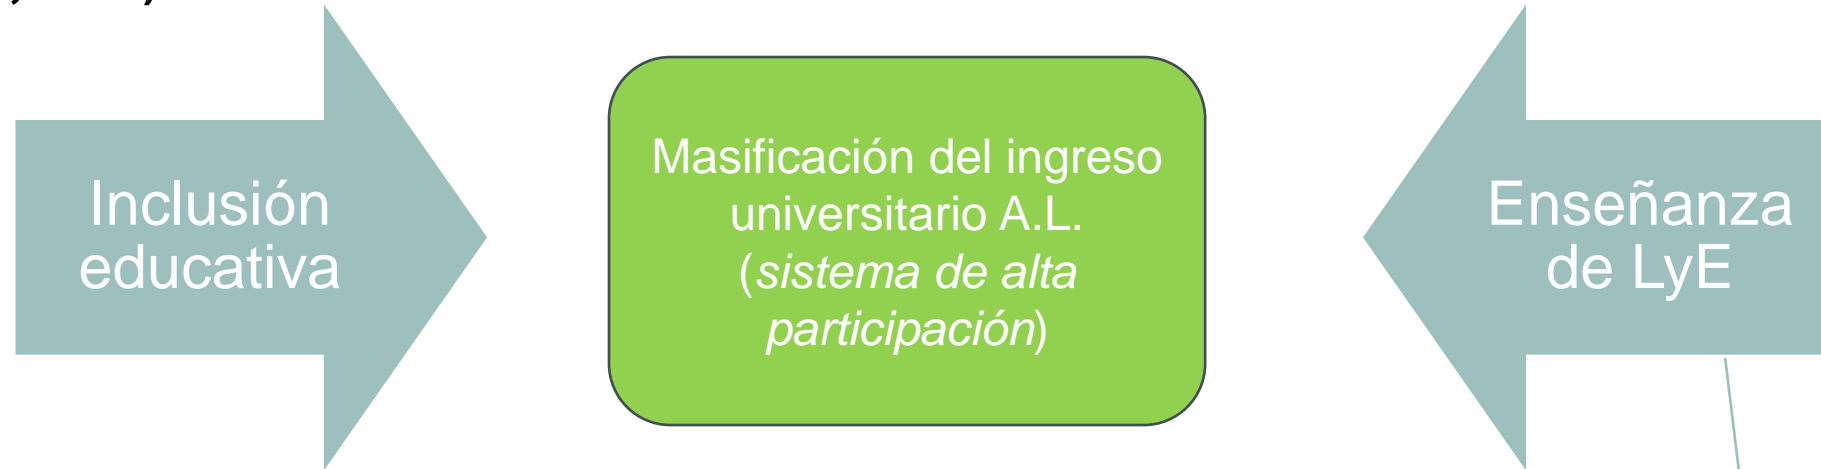 Inclusión
educativa
Masificación del ingreso
universitario A.L.
(sistema de alta
participación)
Enseñanza
de LyE